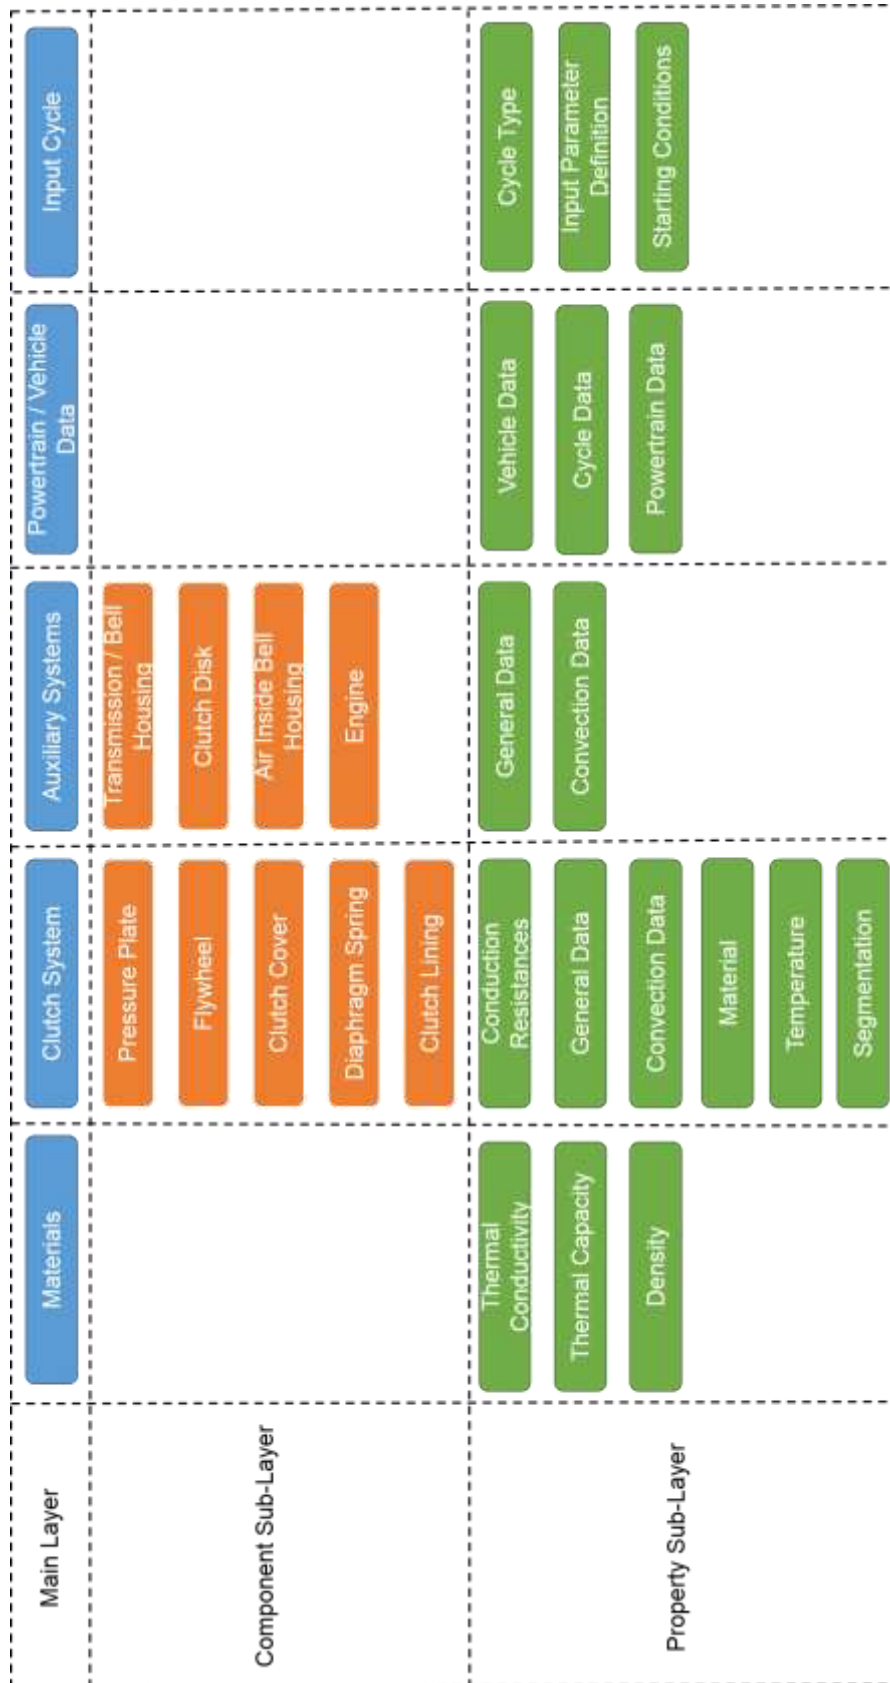 Main Layer
Materials
Clutch System
Auxiliary Systems
Powertrain / Vehicle
Data
Input Cycle
Component Sub-Layer
Pressure Plate
Flywheel
Clutch Cover
Diaphragm Spring
Clutch Lining
Transmission / Bell
Housing
Clutch Disk
Air Inside Bell
Housing
Engine
Property Sub-Layer
Thermal
Conductivity
Thermal Capacity
Density
Conduction
Resistances
General Data
Convection Data
Material
Temperature
Segmentation
General Data
Convection Data
Vehicle Data
Cycle Data
Powertrain Data
Cycle Type
Input Parameter
Definition
Starting Conditions